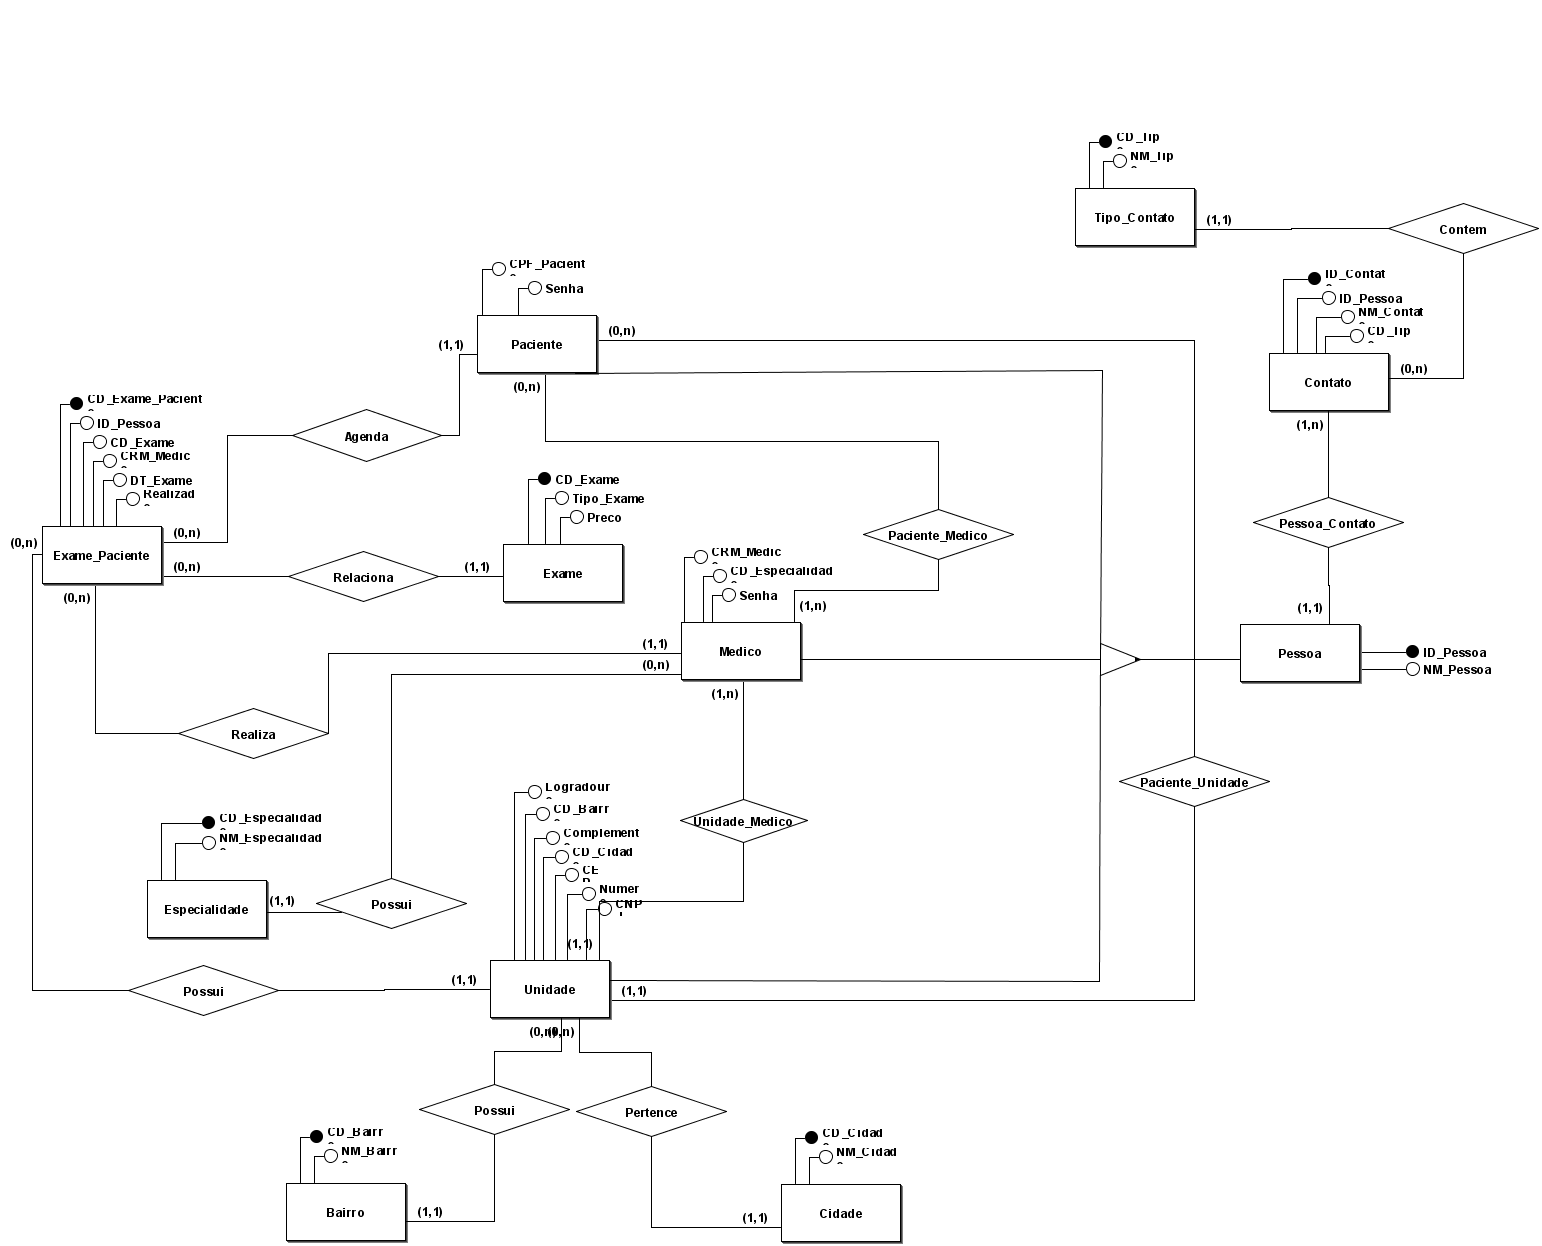 CD_Tip
o
NM_Tip
o
Tipo_Contato
(1,1)
Contem
ID_Contat
o
ID_Pessoa
NM_Contat
o
CD_Tip
o
Contato
(0,n)
(1,n)
CPF_Pacient
e
Senha
Paciente
(0,n)
(1,1)
(0,n)
CD_Exame_Pacient
e
ID_Pessoa
CD_Exame
CRM_Medic
o
DT_Exame
Realizad
o
Exame_Paciente
(0,n)
(0,n)
(0,n)
(0,n)
Agenda
Relaciona
(1,1)
CD_Exame
Tipo_Exame
Preco
Exame
Paciente_Medico
Pessoa_Contato
CRM_Medic
o
CD_Especialidad
e
Senha
Medico
(1,n)
(1,1)
(0,n)
(1,n)
(1,1)
Pessoa
ID_Pessoa
NM_Pessoa
Realiza
Paciente_Unidade
Unidade_Medico
CD_Especialidad
e
NM_Especialidad
e
Especialidade
(1,1)
Possui
Logradour
o
CD_Bairr
o
Complement
o
CD_Cidad
e
CE
P
Numer
o
CNP
J
(1,1)
Unidade
(1,1)
(1,1)
Possui
(0,n)
(0,n)
Possui
Pertence
CD_Bairr
o
NM_Bairr
o
Bairro
(1,1)
CD_Cidad
e
NM_Cidad
e
Cidade
(1,1)